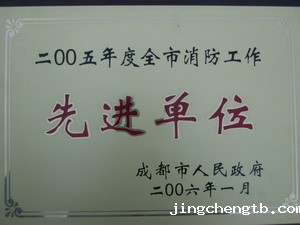 二00五年度全市消防工作
先进单位
成都市人民政府
二00六年一月
jingchengtb.com